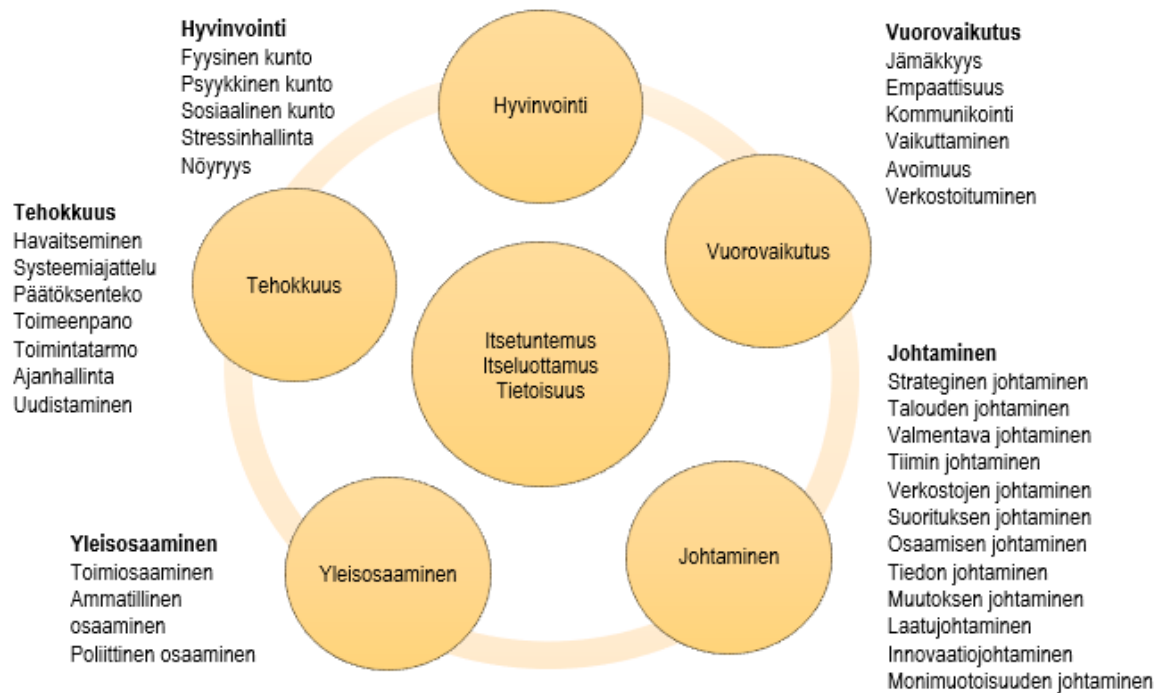 Hyvinvointi
Fyysinen kunto
Psyykkinen kunto
Sosiaalinen kunto
Stressinhallinta
Nöyryys
Hyvinvointi
Vuorovaikutus
Jämäkkyys
Empaattisuus
Kommunikointi
Vaikuttaminen
Avoimuus
Verkostoituminen
Tehokkuus
Havaitseminen
Systeemiajattelu
Päätöksenteko
Toimeenpano
Toimintatarmo
Ajanhallinta
Uudistaminen
Tehokkuus
Vuorovaikutus
Itsetuntemus
Itseluottamus
Tietoisuus
Johtaminen
Strateginen johtaminen
Talouden johtaminen
Valmentava johtaminen
Tiimin johtaminen
Verkostojen johtaminen
Suorituksen johtaminen
Osaamisen johtaminen
Tiedon johtaminen
Muutoksen johtaminen
Laatujohtaminen
Innovaatiojohtaminen
Monimuotoisuuden johtaminen
Yleisosaaminen
Toimiosaaminen
Ammatillinen
osaaminen
Poliittinen osaaminen
Yleisosaaminen
Johtaminen